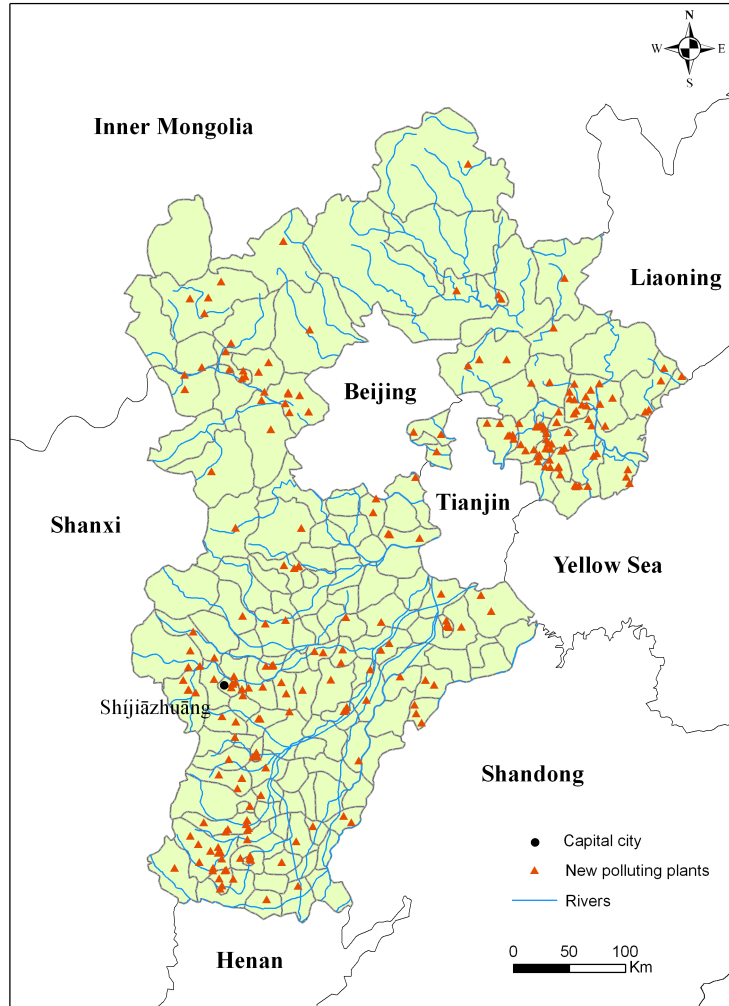 N
W
E
S
Inner Mongolia
Liaoning
Beijing
Tianjin
Shanxi
Yellow Sea
Shíjiāzhuāng
Shandong
Capital city
New polluting plants
Rivers
0 50 100
Km
Henan